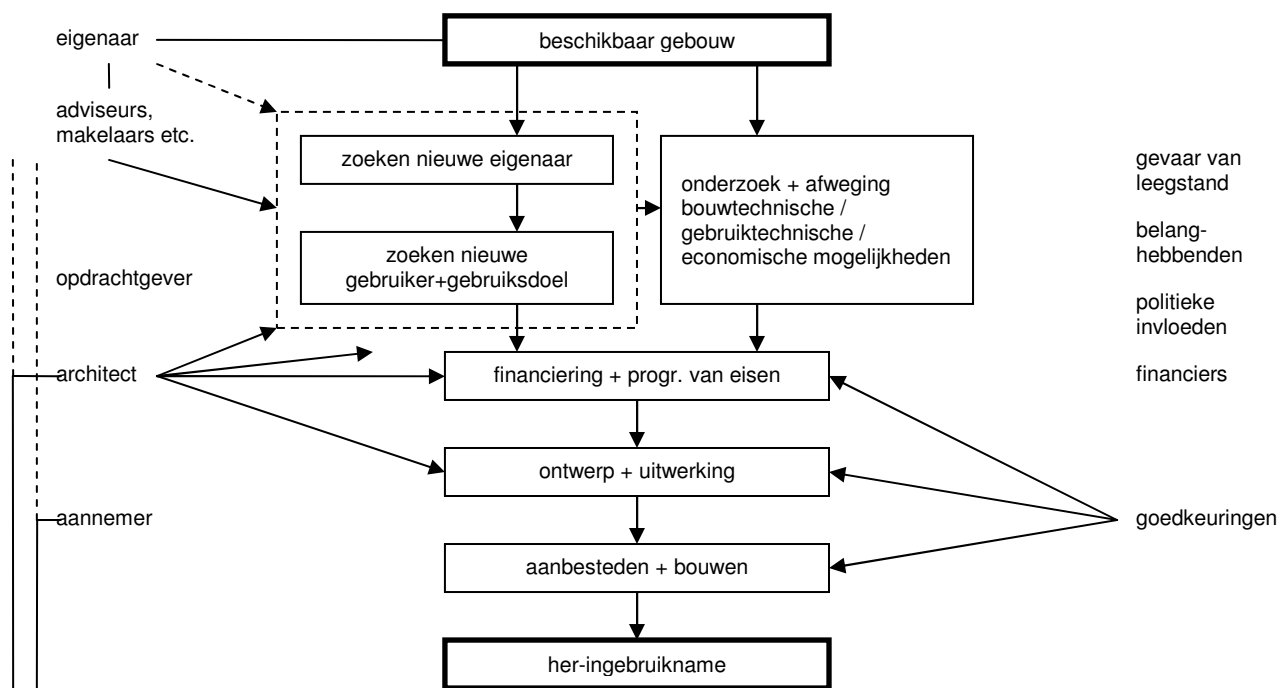 eigenaar
beschikbaar gebouw
adviseurs,
makelaars etc.
zoeken nieuwe eigenaar
zoeken nieuwe
gebruiker+gebruiksdoel
onderzoek + afweging
bouwtechnische /
gebruiktechnische /
economische mogelijkheden
gevaar van
leegstand
belang-
hebbenden
politieke
invloeden
financiers
opdrachtgever
architect
financiering + progr. van eisen
ontwerp + uitwerking
aannemer
goedkeuringen
aanbesteden + bouwen
her-ingebruikname